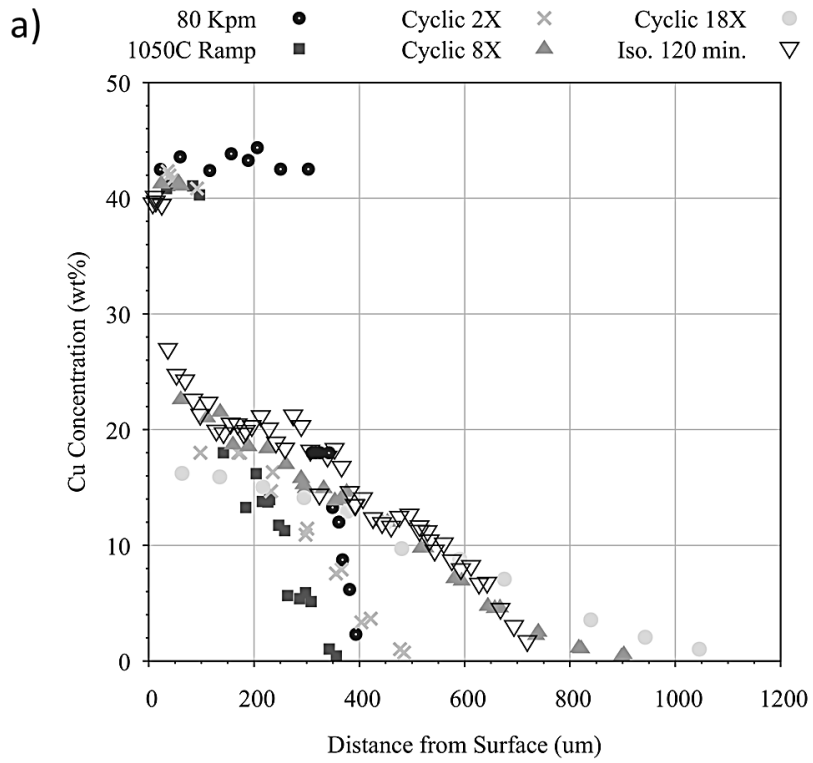 a)
80 Kpm Cyclic 2X Cyclic 18X
1050C Ramp Cyclic 8X Iso. 120 min.
50
40
30
20
10
0
Cu Concentration (wt%)
0 200 400 600 800 1000 1200
Distance from Surface (um)